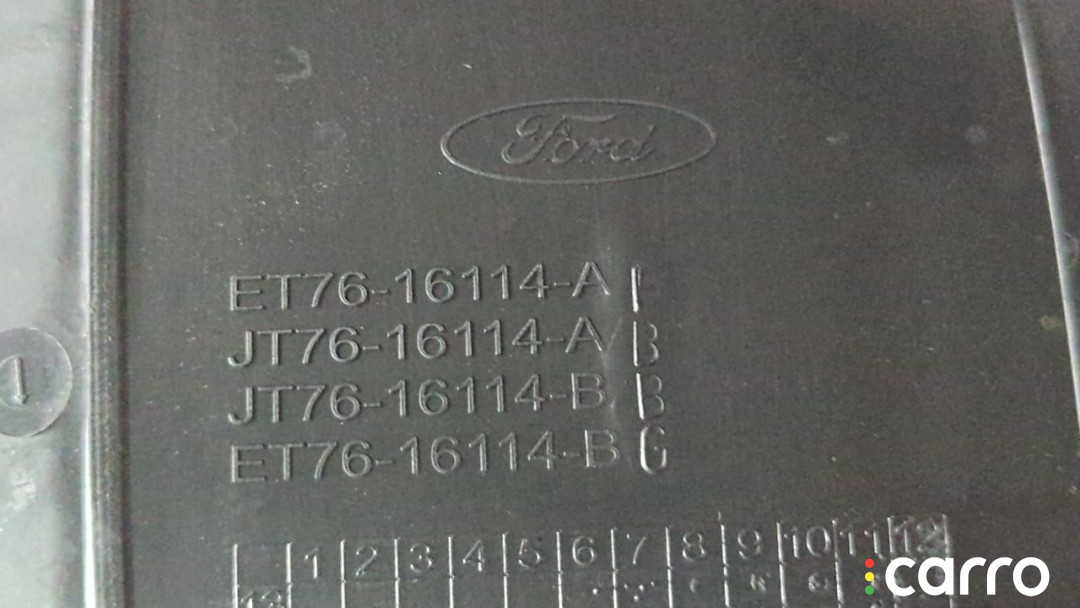 Ford
ET76-16114-A
JT76-16114-A B
JT76-16114-B B
ET76-16114-B G
1 2 3 4 5 6 7 8 9 10 11 12
13
carro